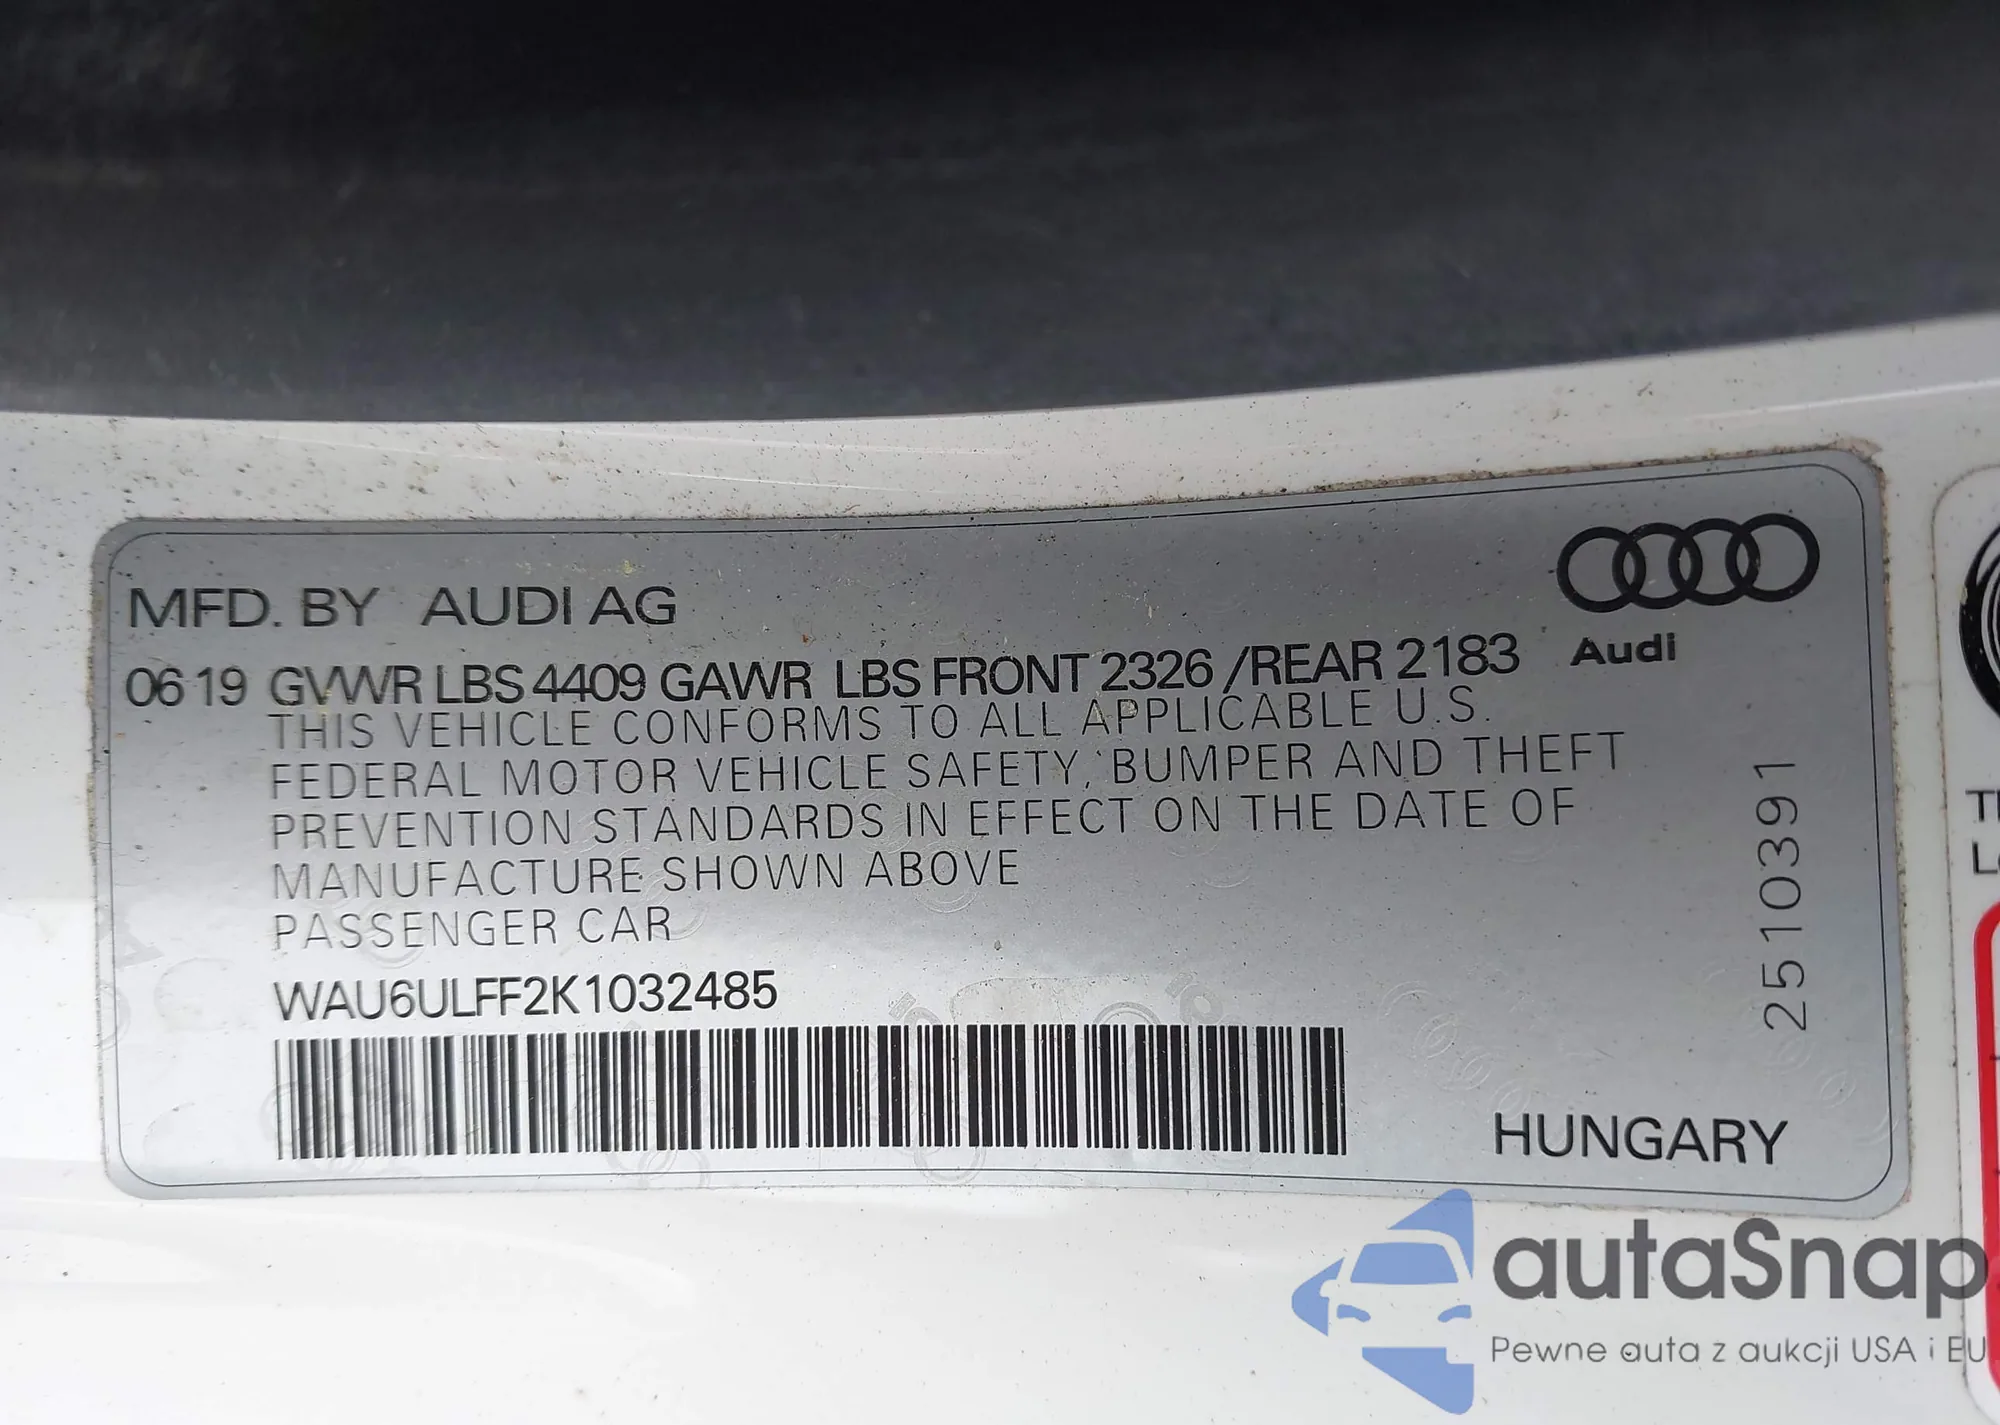 MFD. BY AUDI AG
06 19 GVWR LBS 4409 GAWR LBS FRONT 2326 /REAR 2183
Audi
THIS VEHICLE CONFORMS TO ALL APPLICABLE U.S.
FEDERAL MOTOR VEHICLE SAFETY, BUMPER AND THEFT
PREVENTION STANDARDS IN EFFECT ON THE DATE OF
MANUFACTURE SHOWN ABOVE
PASSENGER CAR
WAU6ULFF2K1032485
2510391
HUNGARY
autaSnap
Pewne auta z aukcji USA i EU